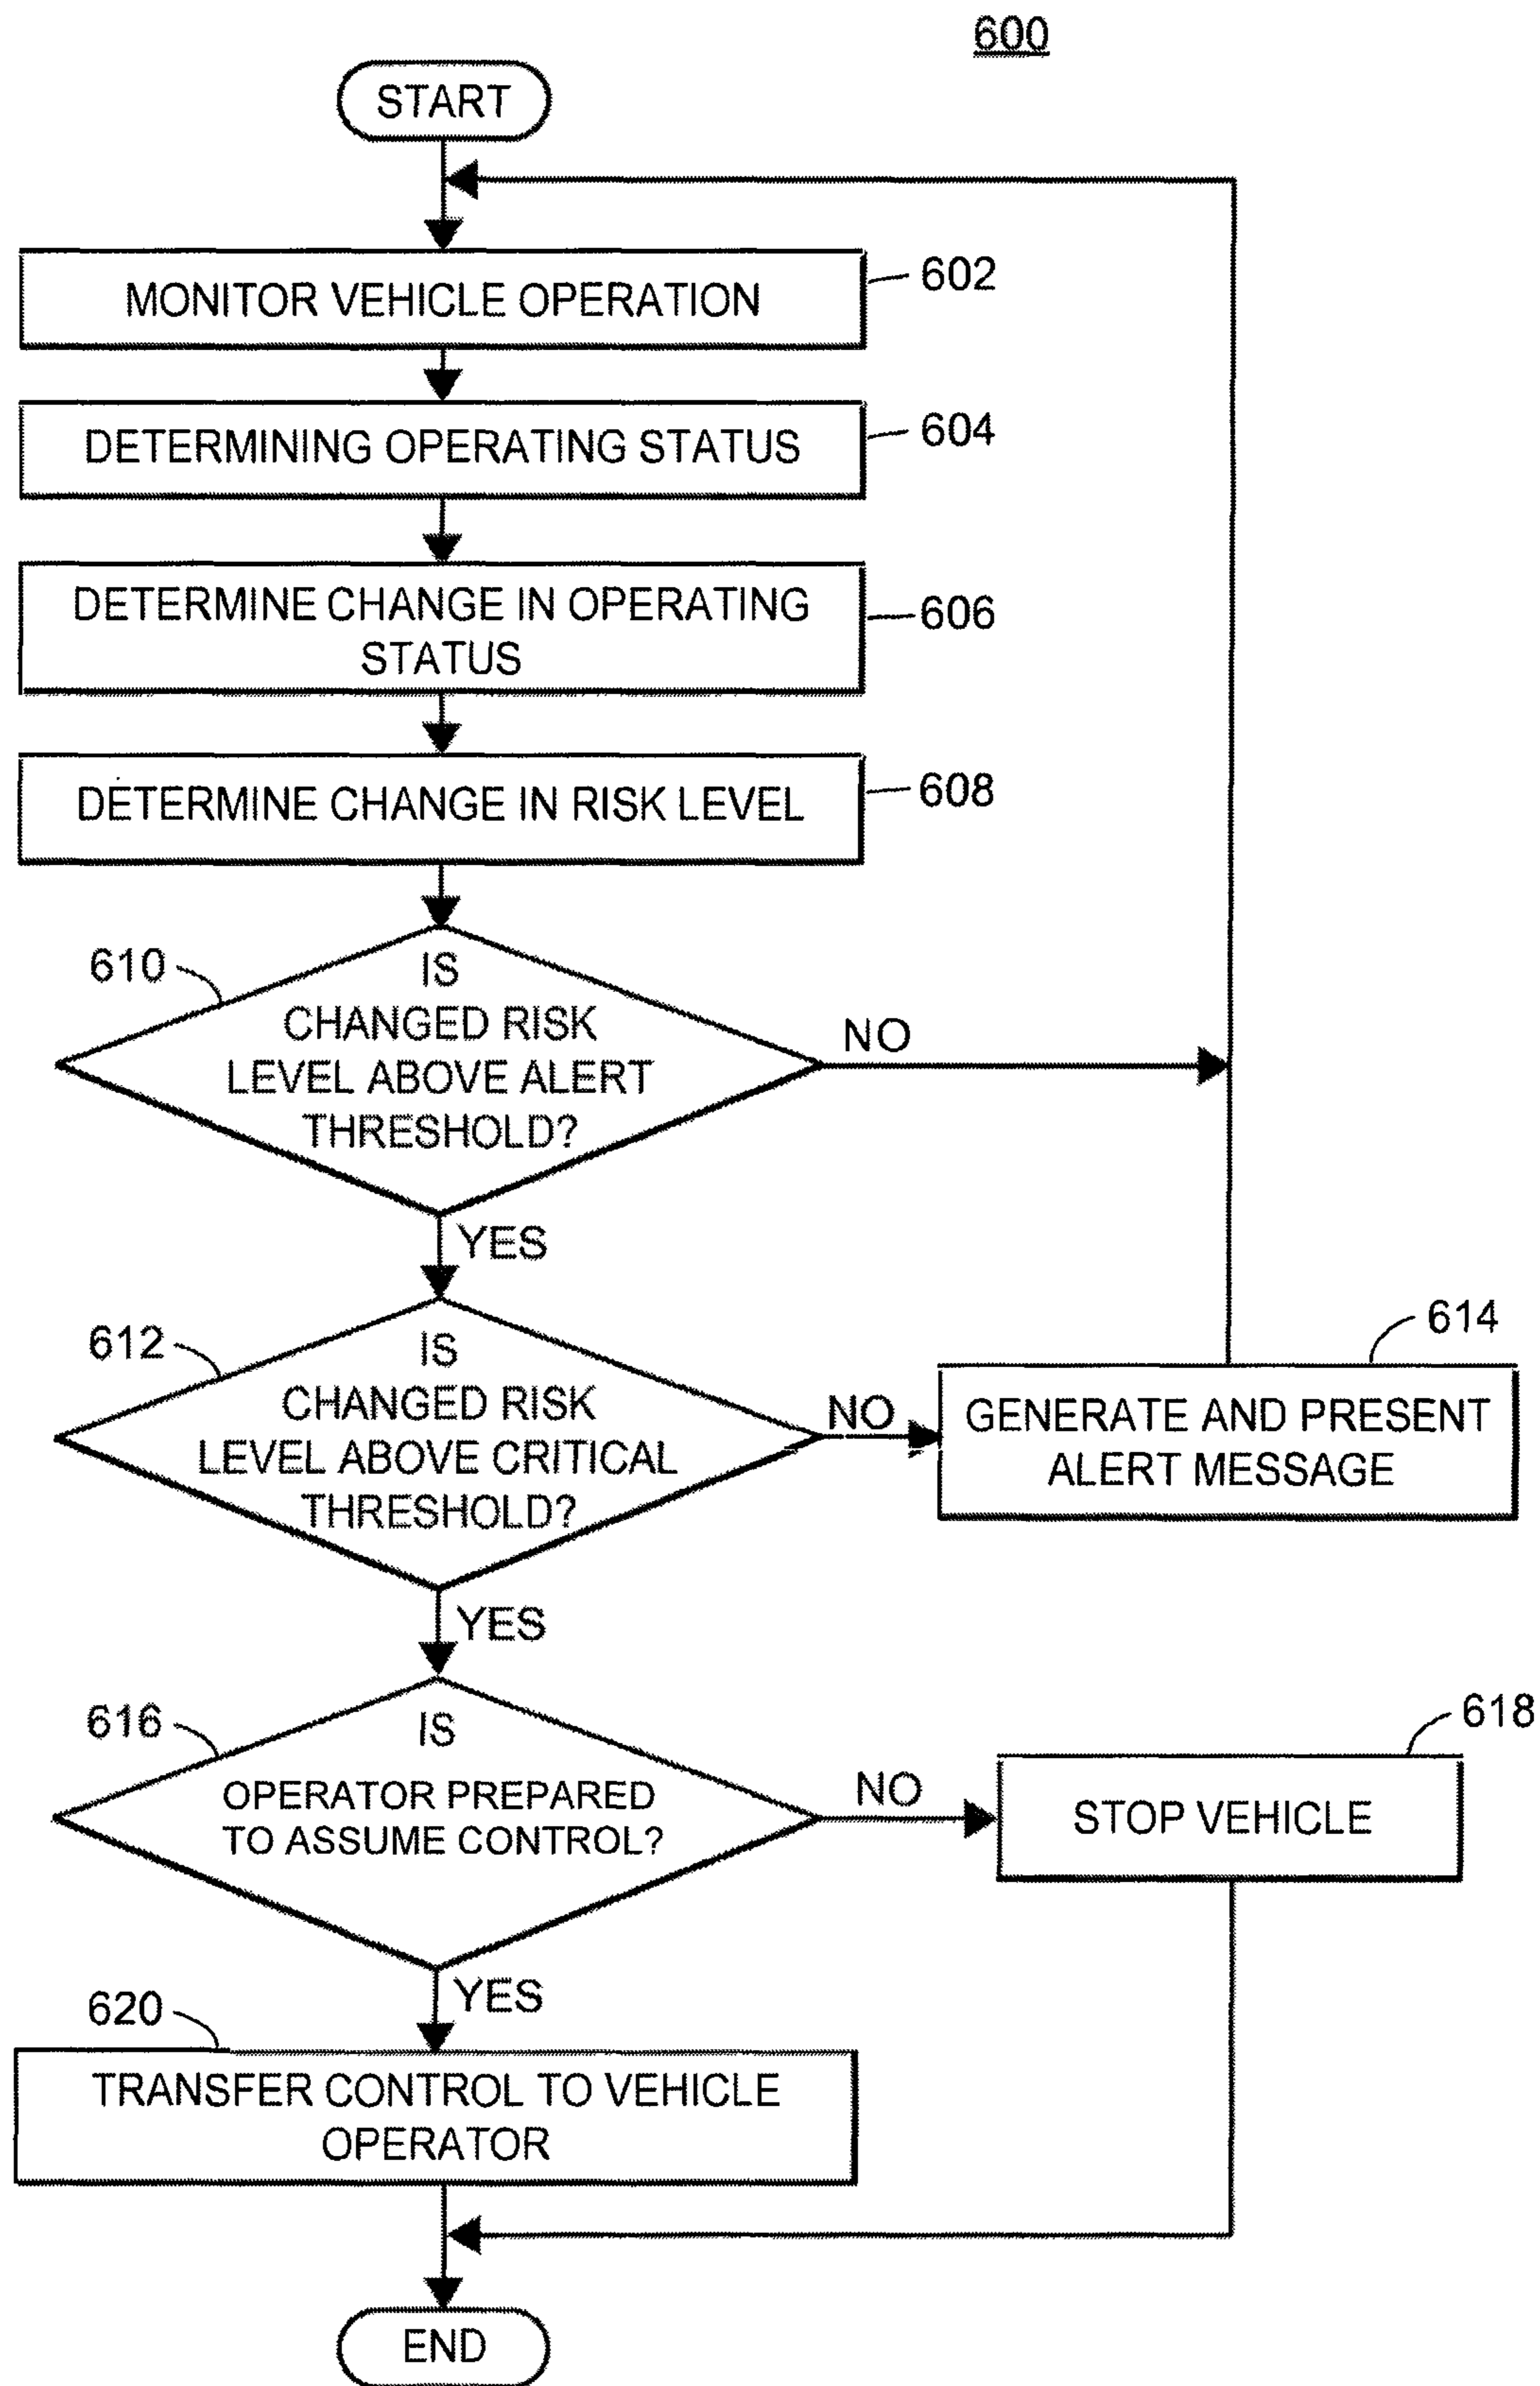 600
START
MONITOR VEHICLE OPERATION
602
DETERMINING OPERATING STATUS
604
DETERMINE CHANGE IN OPERATING
STATUS
606
DETERMINE CHANGE IN RISK LEVEL
608
610
IS
CHANGED RISK
LEVEL ABOVE ALERT
THRESHOLD?
NO
YES
612
IS
CHANGED RISK
LEVEL ABOVE CRITICAL
THRESHOLD?
NO
614
GENERATE AND PRESENT
ALERT MESSAGE
YES
616
IS
OPERATOR PREPARED
TO ASSUME CONTROL?
NO
618
STOP VEHICLE
YES
620
TRANSFER CONTROL TO VEHICLE
OPERATOR
END